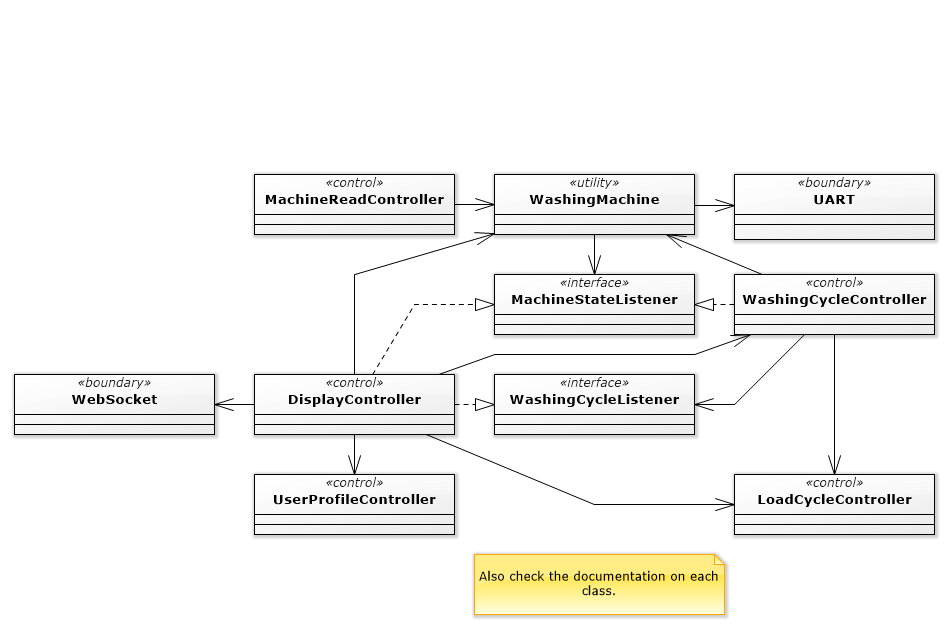 «control»
MachineReadController
«utility»
WashingMachine
«boundary»
UART
«interface»
MachineStateListener
«control»
WashingCycleController
«boundary»
WebSocket
«control»
DisplayController
«interface»
WashingCycleListener
«control»
UserProfileController
«control»
LoadCycleController
Also check the documentation on each
class.